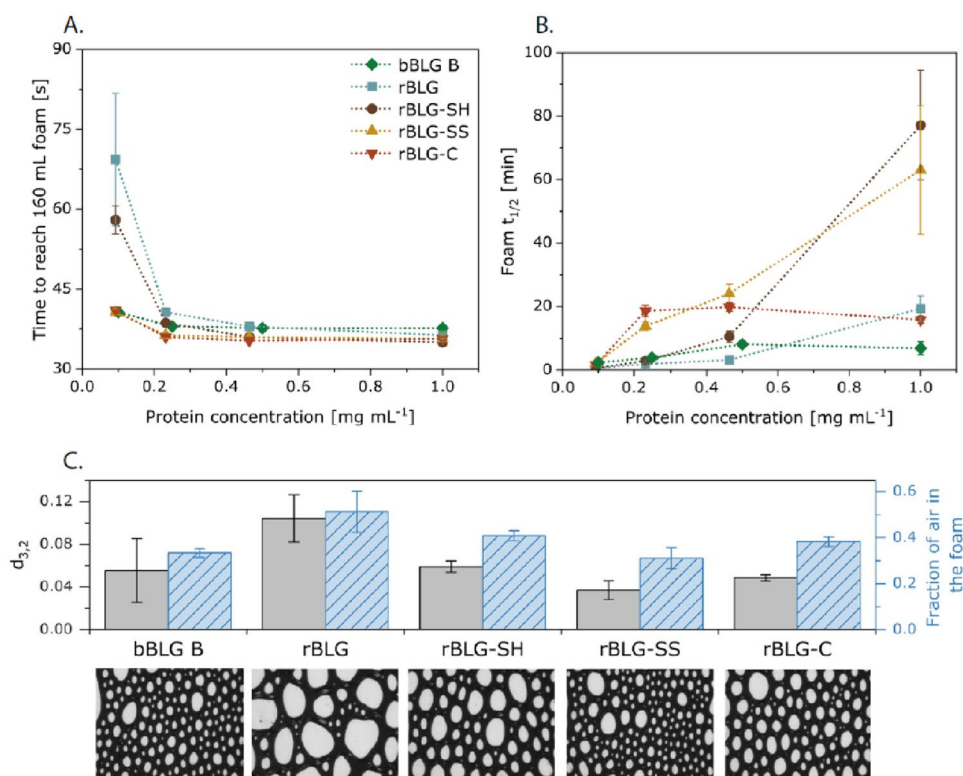 A.
90
75
60
45
30
Time to reach 160 mL foam [s]
bBLG B
rBLG
rBLG-SH
rBLG-SS
rBLG-C
0.0 0.2 0.4 0.6 0.8 1.0
Protein concentration [mg mL⁻¹]
B.
100
80
60
40
20
0
Foam t1/2 [min]
0.0 0.2 0.4 0.6 0.8 1.0
Protein concentration [mg mL⁻¹]
C.
0.12
0.08
0.04
0.00
d3,2
0.6
0.4
0.2
0.0
Fraction of air in
the foam
bBLG B rBLG rBLG-SH rBLG-SS rBLG-C